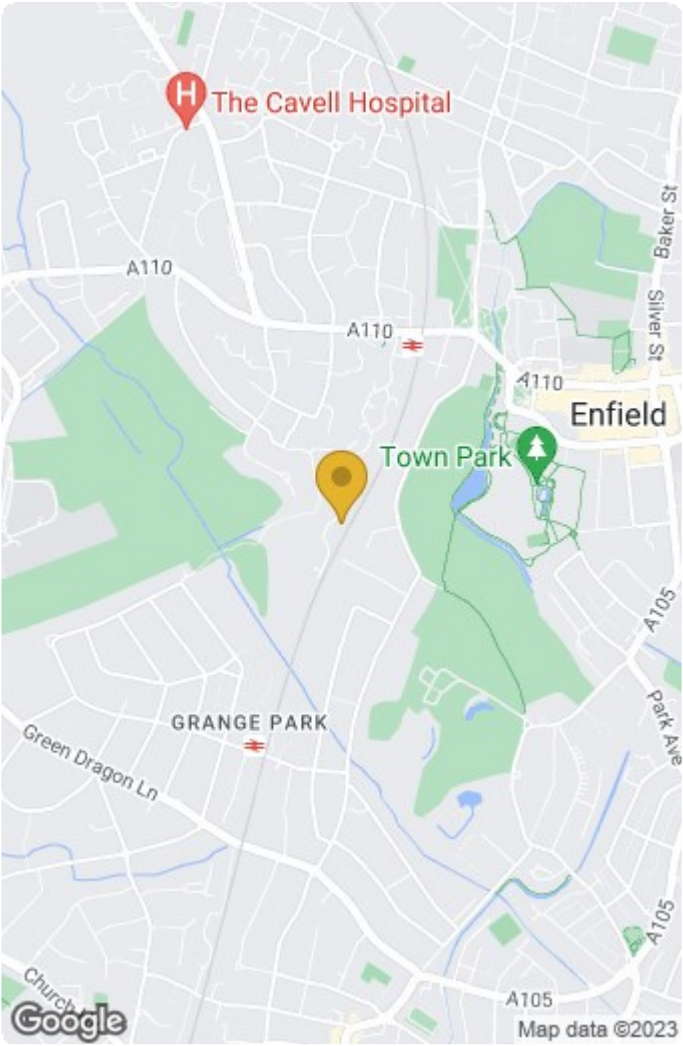 H
The Cavell Hospital
Baker St
A110
Silver St
A110
A110
Enfield
Town Park
A105
GRANGE PARK
Park Ave
Green Dragon Ln
A105
Church
A105
Google
Map data ©2023